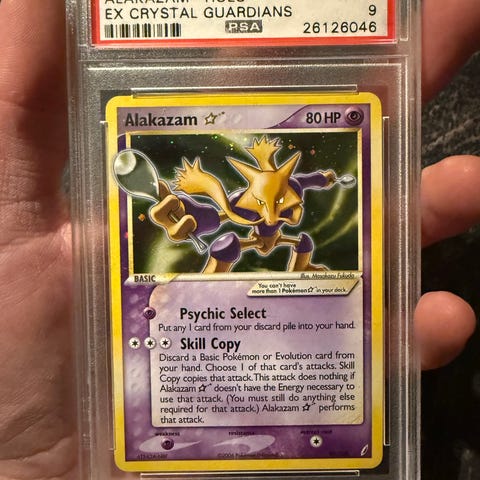 ALAKAZAM HOLO
EX CRYSTAL GUARDIANS 9
PSA 26126046
Alakazam ☆ 80 HP
BASIC
Illus. Masakazu Fukuda
You can't have
more than 1 Pokémon ☆ in your deck.
Psychic Select
Put any 1 card from your discard pile into your hand.
Skill Copy
Discard a Basic Pokémon or Evolution card from
your hand. Choose 1 of that card's attacks. Skill
Copy copies that attack. This attack does nothing if
Alakazam ☆ doesn't have the Energy necessary to
use that attack. (You must still do anything else
required for that attack.) Alakazam ☆ performs
that attack.
weakness resistance retreat cost
©2006 Pokémon/Nintendo